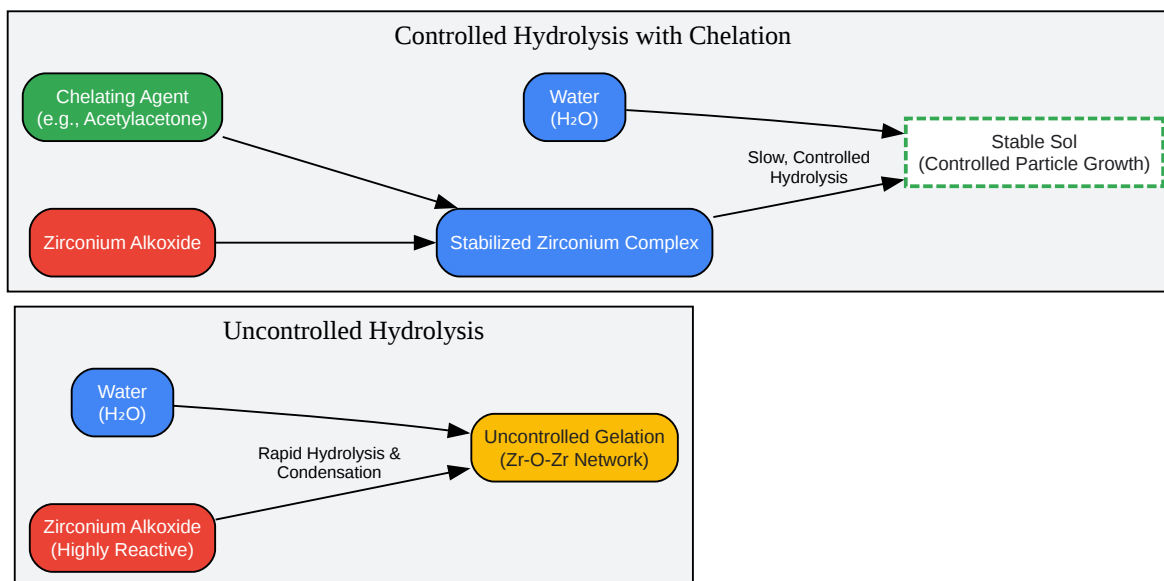 Controlled Hydrolysis with Chelation
Chelating Agent
(e.g., Acetylacetone)
Water
(H₂O)
Stable Sol
(Controlled Particle Growth)
Slow, Controlled
Hydrolysis
Zirconium Alkoxide
Stabilized Zirconium Complex
Uncontrolled Hydrolysis
Water
(H₂O)
Uncontrolled Gelation
(Zr-O-Zr Network)
Rapid Hydrolysis &
Condensation
Zirconium Alkoxide
(Highly Reactive)